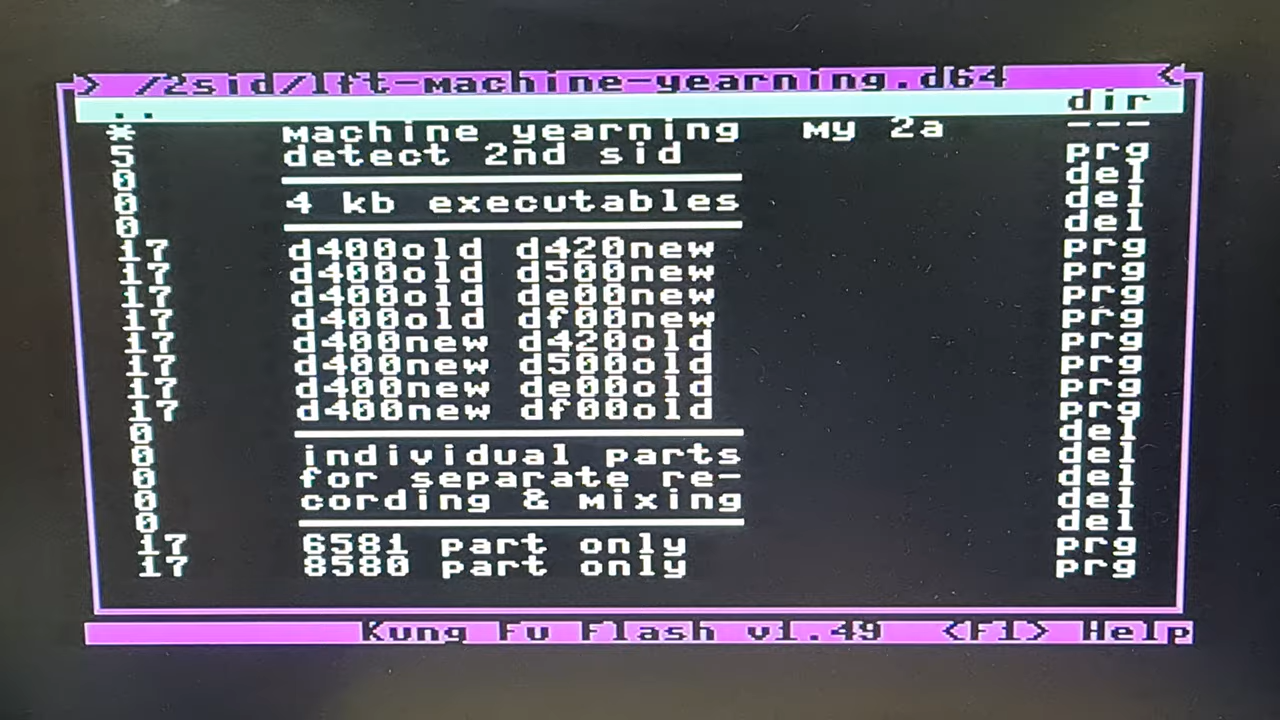 > /2sid/lft-machine-yearning.d64 <
.. dir
* machine yearning my 2a ---
5 detect 2nd sid prg
0 del
0 4 kb executables del
0 del
17 d400old d420new prg
17 d400old d500new prg
17 d400old de00new prg
17 d400old df00new prg
17 d400new d420old prg
17 d400new d500old prg
17 d400new de00old prg
17 d400new df00old prg
0 del
0 individual parts del
0 for separate re- del
0 cording & mixing del
0 del
17 6581 part only prg
17 8580 part only prg
Kung Fu Flash v1.49 <F1> Help